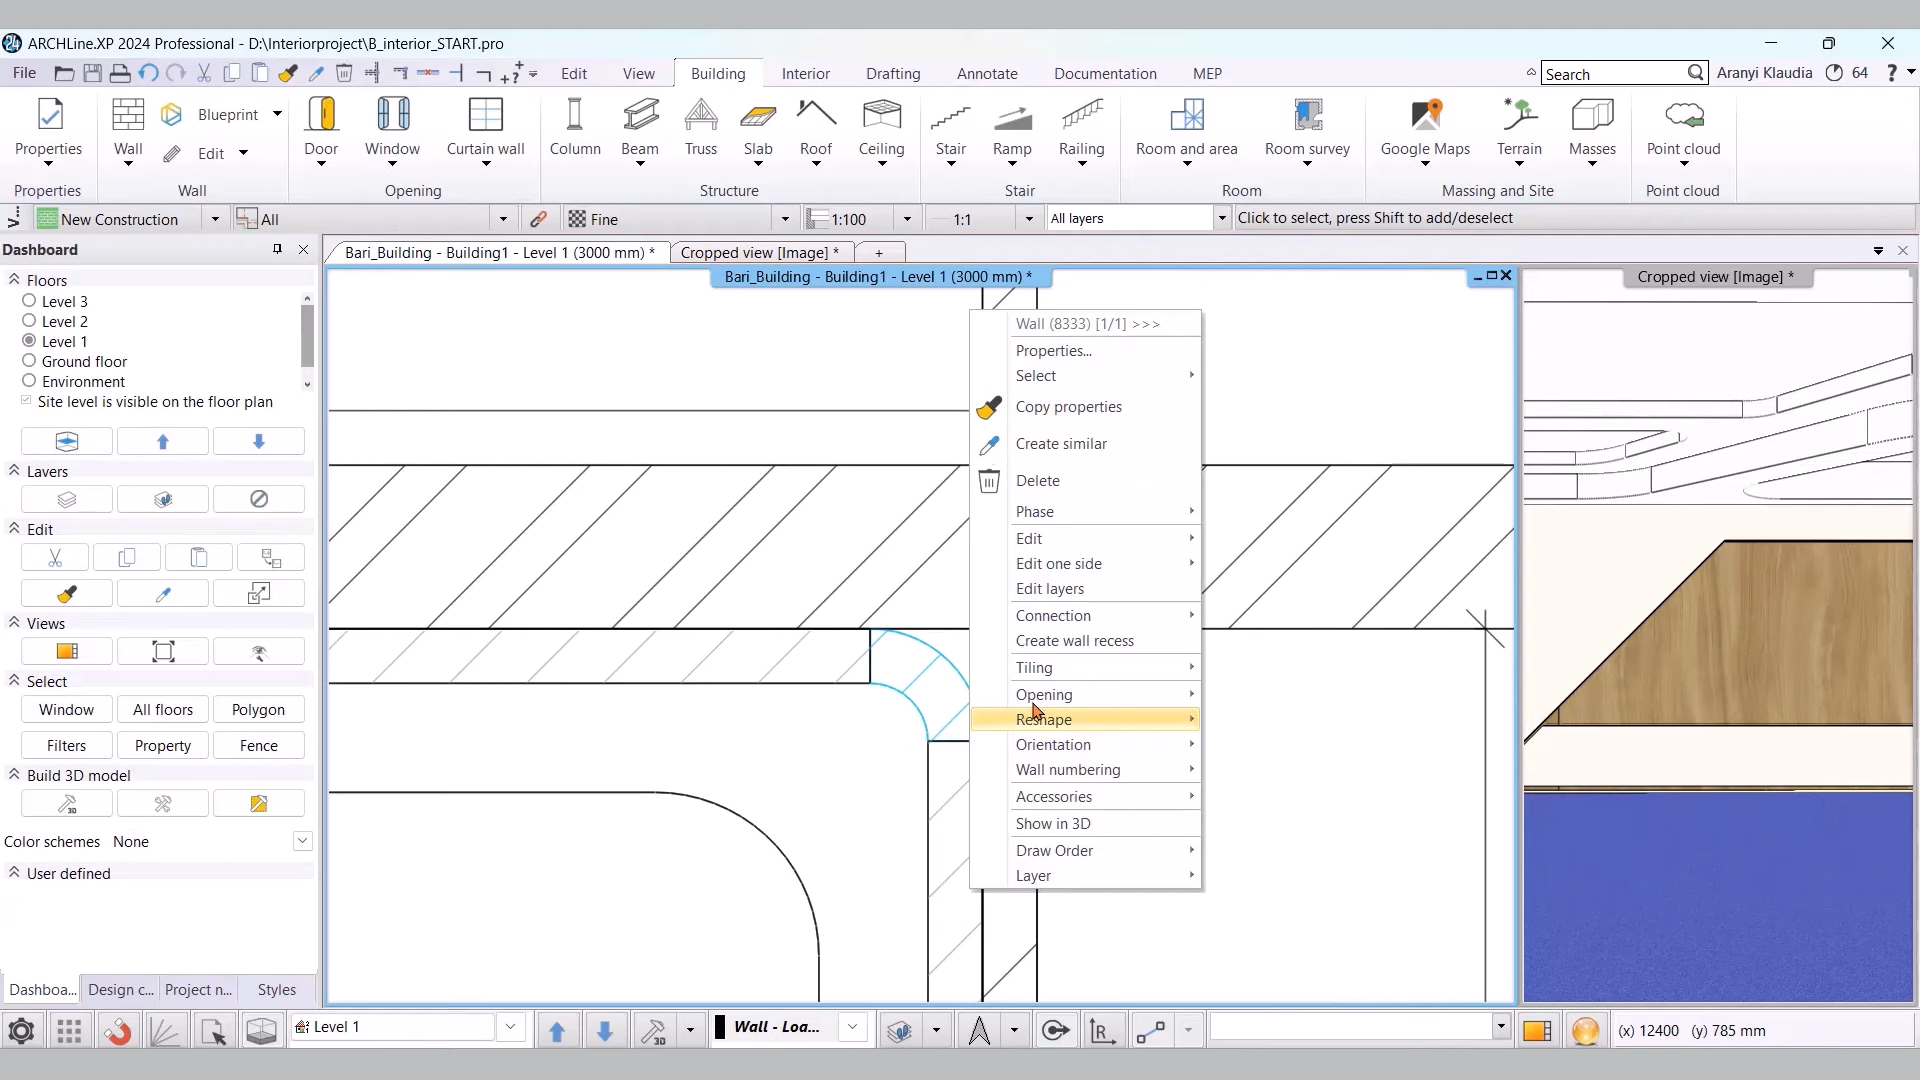 ARCHLine.XP 2024 Professional - D:\Interiorproject\B_interior_START.pro
File
Edit
View
Building
Interior
Drafting
Annotate
Documentation
MEP
Search
Aranyi Klaudia
64
?
Properties
Wall
Blueprint
Edit
Door
Window
Curtain wall
Column
Beam
Truss
Slab
Roof
Ceiling
Stair
Ramp
Railing
Room and area
Room survey
Google Maps
Terrain
Masses
Point cloud
Properties
Wall
Opening
Structure
Stair
Room
Massing and Site
Point cloud
New Construction
All
Fine
1:100
1:1
All layers
Click to select, press Shift to add/deselect
Dashboard
Bari_Building - Building1 - Level 1 (3000 mm) *
Cropped view [Image] *
+
Bari_Building - Building1 - Level 1 (3000 mm) *
Cropped view [Image] *
Floors
Level 3
Level 2
Level 1
Ground floor
Environment
Site level is visible on the floor plan
Layers
Edit
Views
Select
Window
All floors
Polygon
Filters
Property
Fence
Build 3D model
3D
Color schemes
None
User defined
Wall (8333) [1/1] >>>
Properties...
Select
Copy properties
Create similar
Delete
Phase
Edit
Edit one side
Edit layers
Connection
Create wall recess
Tiling
Opening
Reshape
Orientation
Wall numbering
Accessories
Show in 3D
Draw Order
Layer
Dashboa...
Design c...
Project n...
Styles
Level 1
3D
Wall - Loa...
R
(x) 12400 (y) 785 mm